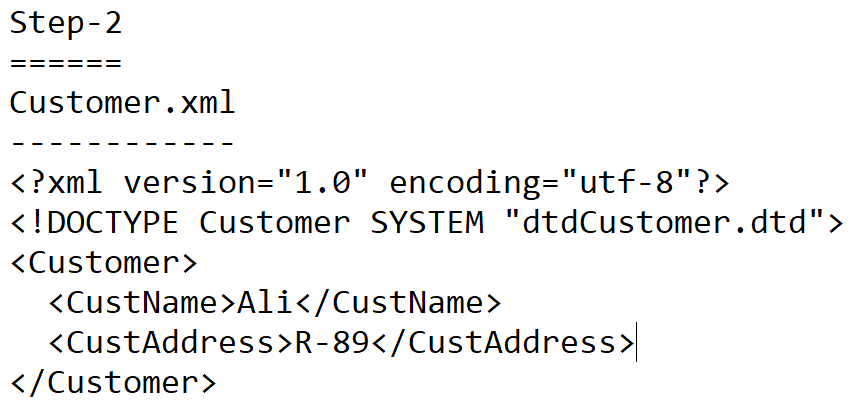 Step-2
======
Customer.xml
------------
<?xml version="1.0" encoding="utf-8"?>
<!DOCTYPE Customer SYSTEM "dtdCustomer.dtd">
<Customer>
  <CustName>Ali</CustName>
  <CustAddress>R-89</CustAddress>
</Customer>